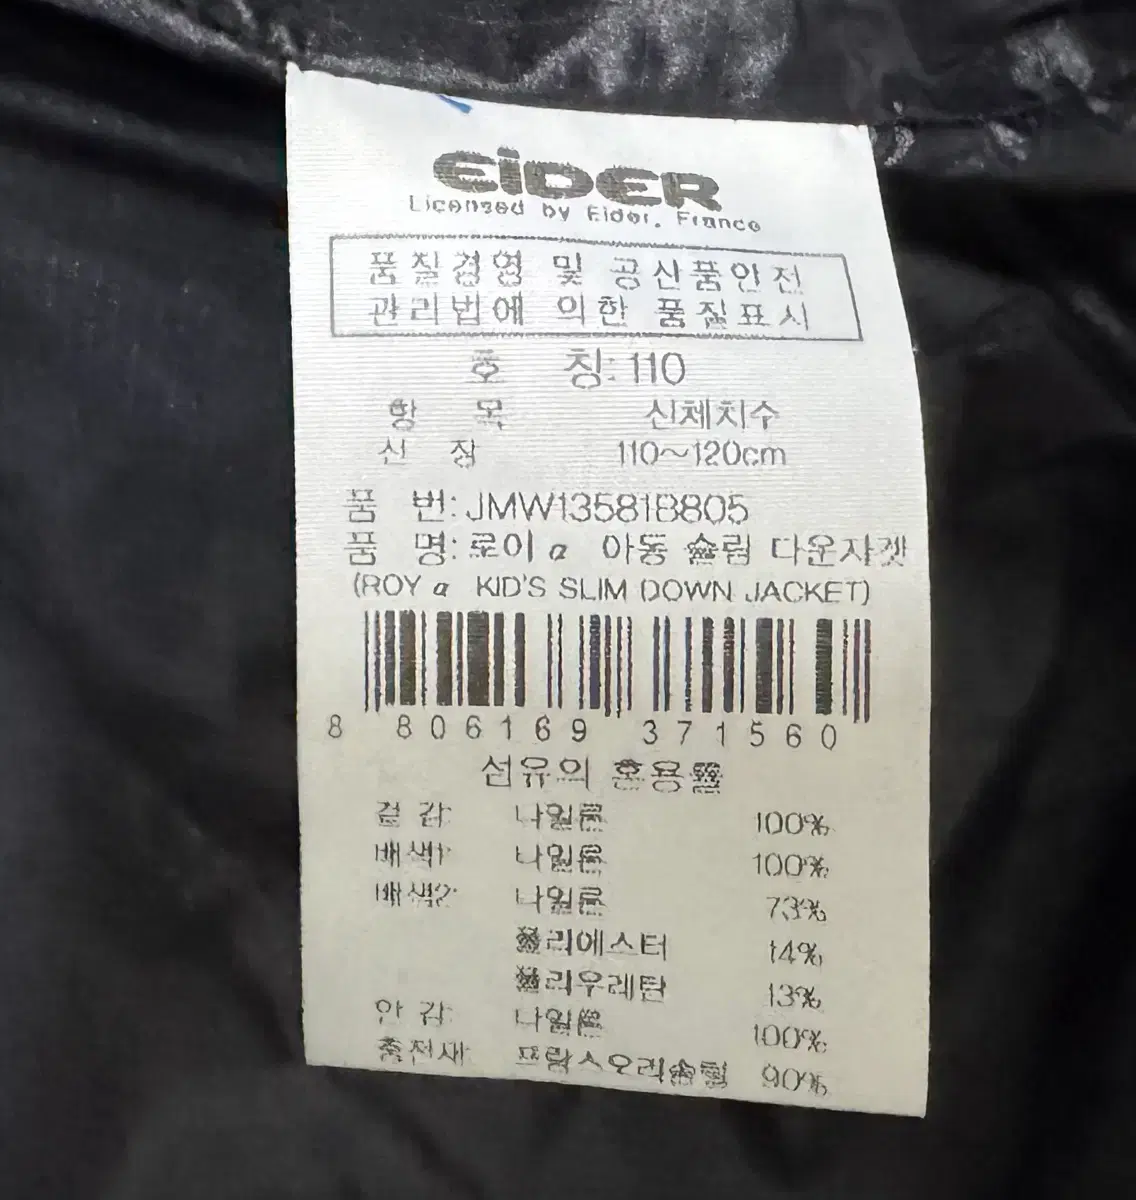 EiDER
Licensed by Eider. France
품질경영 및 공산품안전
관리법에 의한 품질표시
호 칭: 110
항 목 신체치수
신 장 110~120cm
품 번: JMW13581B805
품 명: 로이α 아동 슬림 다운자켓
(ROY α KID'S SLIM DOWN JACKET)
8 806169 371560
섬유의 혼용률
겉감: 나일론 100%
배색1: 나일론 100%
배색2: 나일론 73%
폴리에스터 14%
폴리우레탄 13%
안감: 나일론 100%
충전재: 프랑스오리솜털 90%